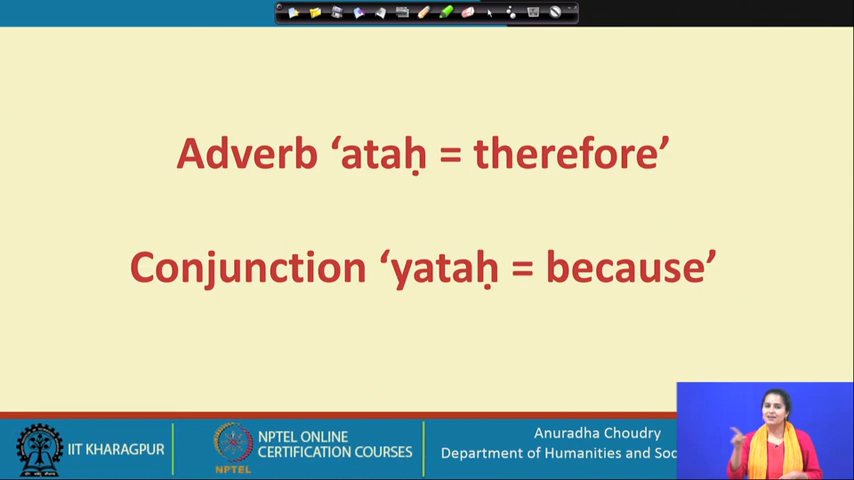 Adverb ‘ataḥ = therefore’
Conjunction ‘yataḥ = because’
IIT KHARAGPUR
NPTEL
NPTEL ONLINE
CERTIFICATION COURSES
Anuradha Choudry
Department of Humanities and Soc